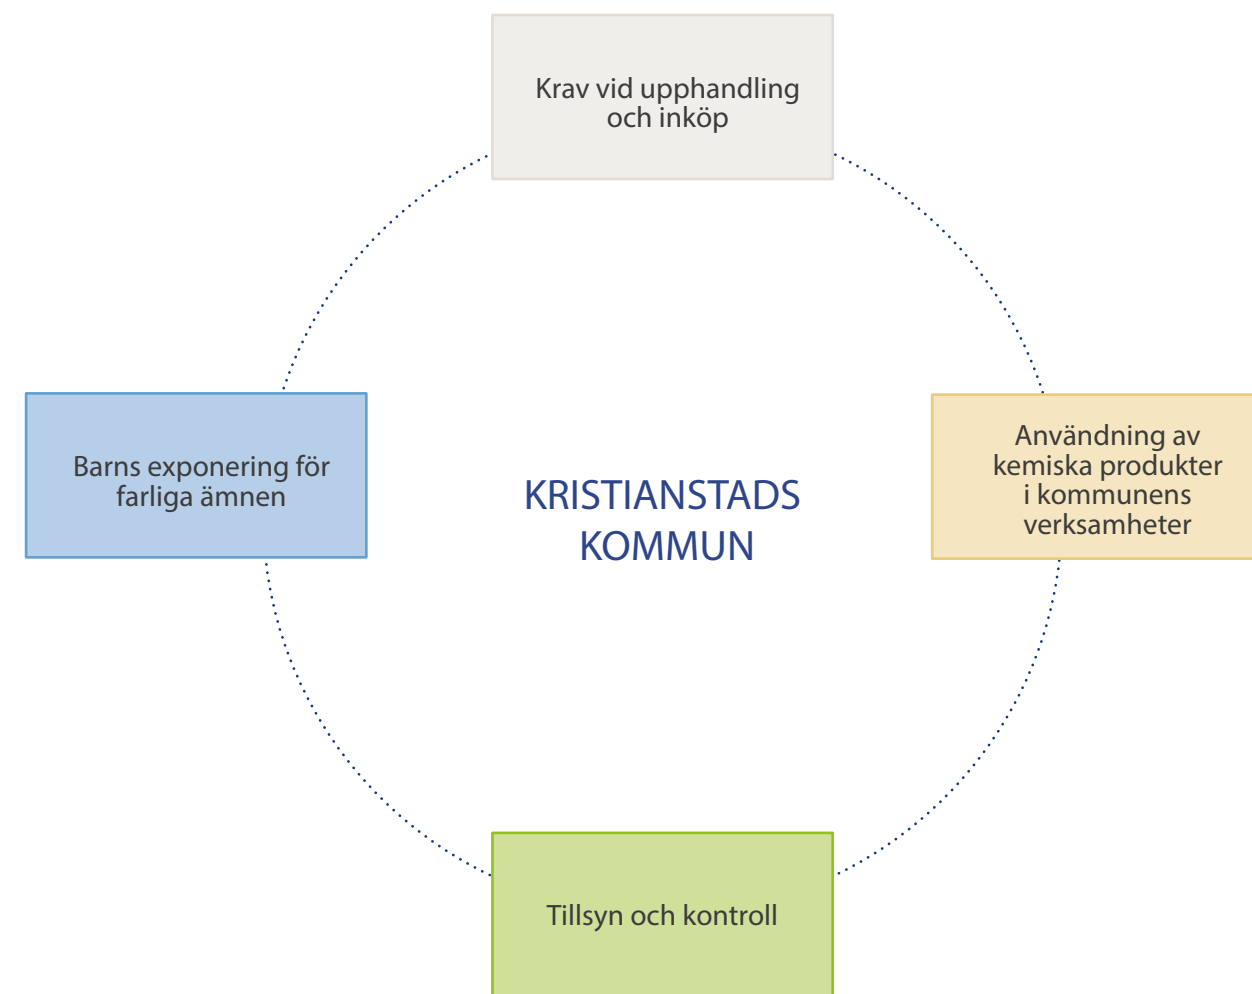 Krav vid upphandling
och inköp
Barns exponering för
farliga ämnen
KRISTIANSTADS
KOMMUN
Användning av
kemiska produkter
i kommunens
verksamheter
Tillsyn och kontroll